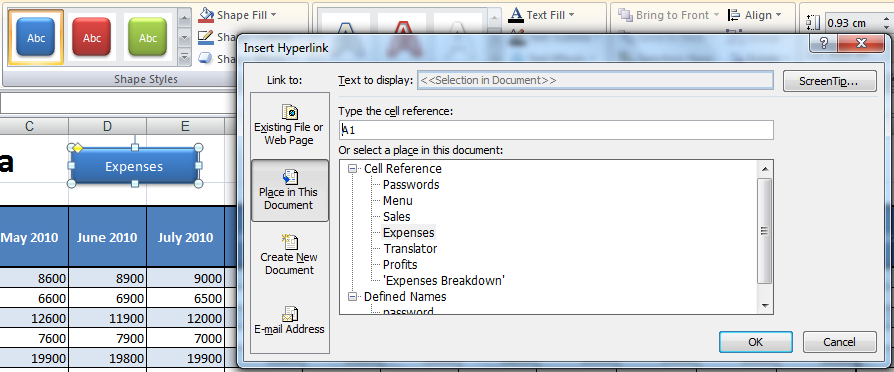 Abc Abc Abc
Shape Fill
Shape Styles
Text Fill
Bring to Front
Align
0.93 cm
Insert Hyperlink
Link to:
Text to display: <<Selection in Document>>
ScreenTip...
Existing File or
Web Page
Place in This
Document
Create New
Document
E-mail Address
Type the cell reference:
A1
Or select a place in this document:
Cell Reference
Passwords
Menu
Sales
Expenses
Translator
Profits
'Expenses Breakdown'
Defined Names
password
OK Cancel
C D E
a
Expenses
May 2010 June 2010 July 2010
8600 8900 9000
6600 6900 6500
12600 11900 12000
7600 7900 7000
19900 19800 19900